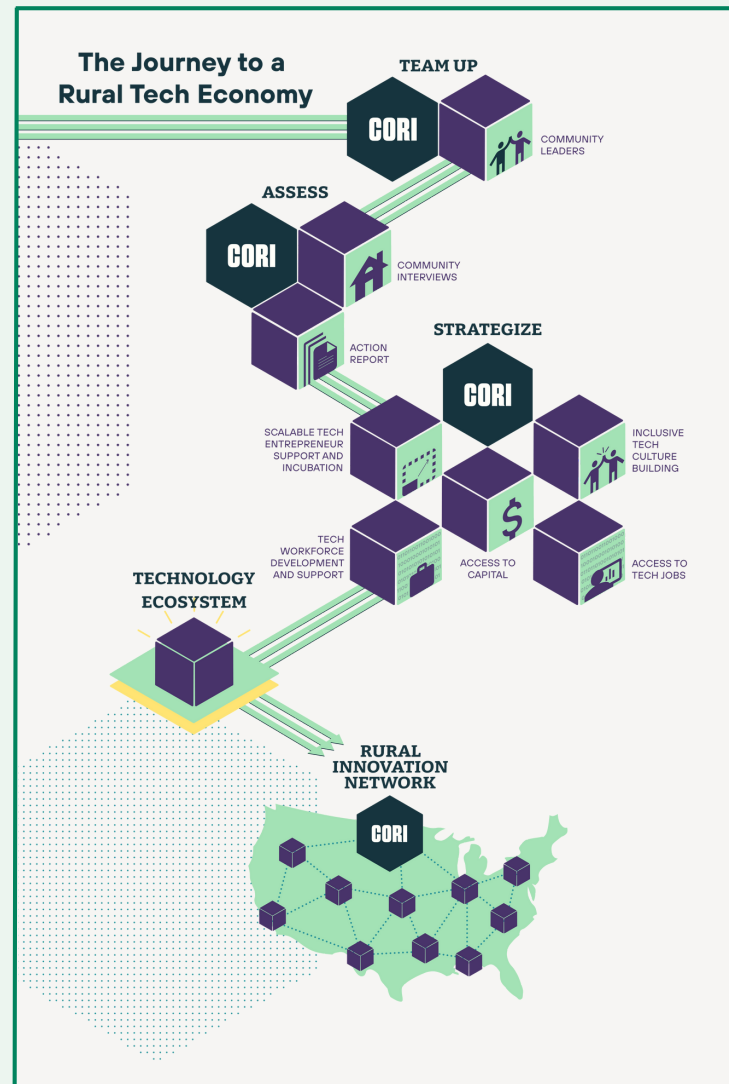 The Journey to a
Rural Tech Economy
TEAM UP
CORI
COMMUNITY
LEADERS
ASSESS
CORI
COMMUNITY
INTERVIEWS
ACTION
REPORT
STRATEGIZE
CORI
SCALABLE TECH
ENTREPRENEUR
SUPPORT AND
INCUBATION
INCLUSIVE
TECH
CULTURE
BUILDING
$
TECH
WORKFORCE
DEVELOPMENT
AND SUPPORT
ACCESS TO
CAPITAL
ACCESS TO
TECH JOBS
TECHNOLOGY
ECOSYSTEM
RURAL
INNOVATION
NETWORK
CORI